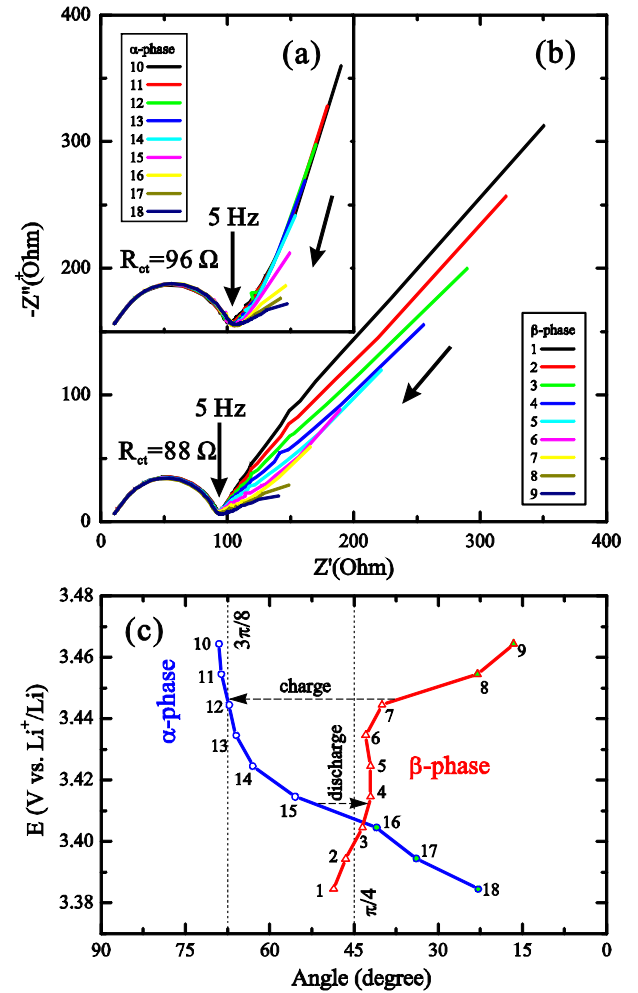 400
300
200
100
0
-Z''(Ohm)
α-phase
10
11
12
13
14
15
16
17
18
(a)
(b)
5 Hz
Rct=96 Ω
5 Hz
Rct=88 Ω
β-phase
1
2
3
4
5
6
7
8
9
0 100 200 300 400
Z'(Ohm)
3.48
3.46
3.44
3.42
3.40
3.38
E (V vs. Li+/Li)
(c)
α-phase
3π/8
10
11
12
13
14
15
16
17
18
charge
discharge
β-phase
9
8
7
6
5
4
3
2
1
π/4
90 75 60 45 30 15 0
Angle (degree)